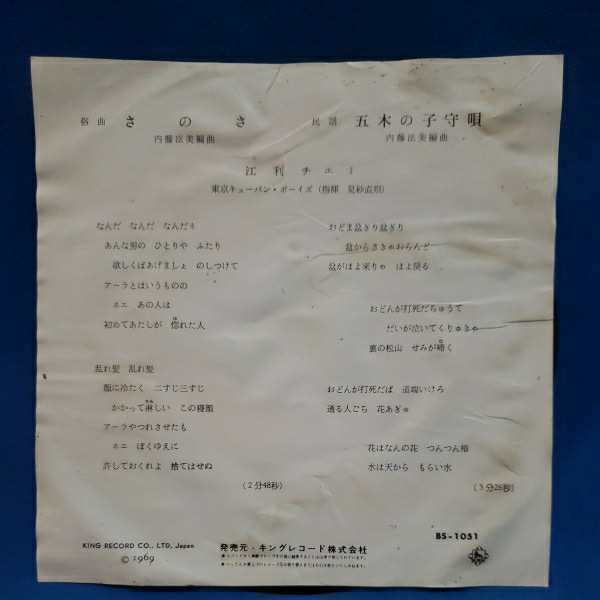 俗曲 さのさ
内藤法美編曲
民謡 五木の子守唄
内藤法美編曲
江利チエミ
東京キューバン・ボーイズ(指揮 見砂直照)
なんだ なんだ なんだネ
あんな男の ひとりや ふたり
欲しくばあげましょ のしつけて
アーラとはいうものの
ネエ あの人は
初めてあたしが 惚れた人
乱れ髪 乱れ髪
顔に冷たく 二すじ三すじ
かかって淋しい この寝顔
アーラやつれさせたも
ネエ ぼくゆえに
許しておくれよ 捨てはせぬ
(2分48秒)
おどま盆ぎり盆ぎり
盆からさきゃおらんど
盆がはよ来りゃ はよ戻る
おどんが打死だちゅうて
だいが泣いてくりゅきゃ
裏の松山 せみが啼く
おどんが打死だば 道端いけろ
通る人ごち 花あぎゅ
花はなんの花 つんつん椿
水は天から もらい水
(3分26秒)
KING RECORD CO., LTD, Japan
© 1969
発売元・キングレコード株式会社
BS-1051